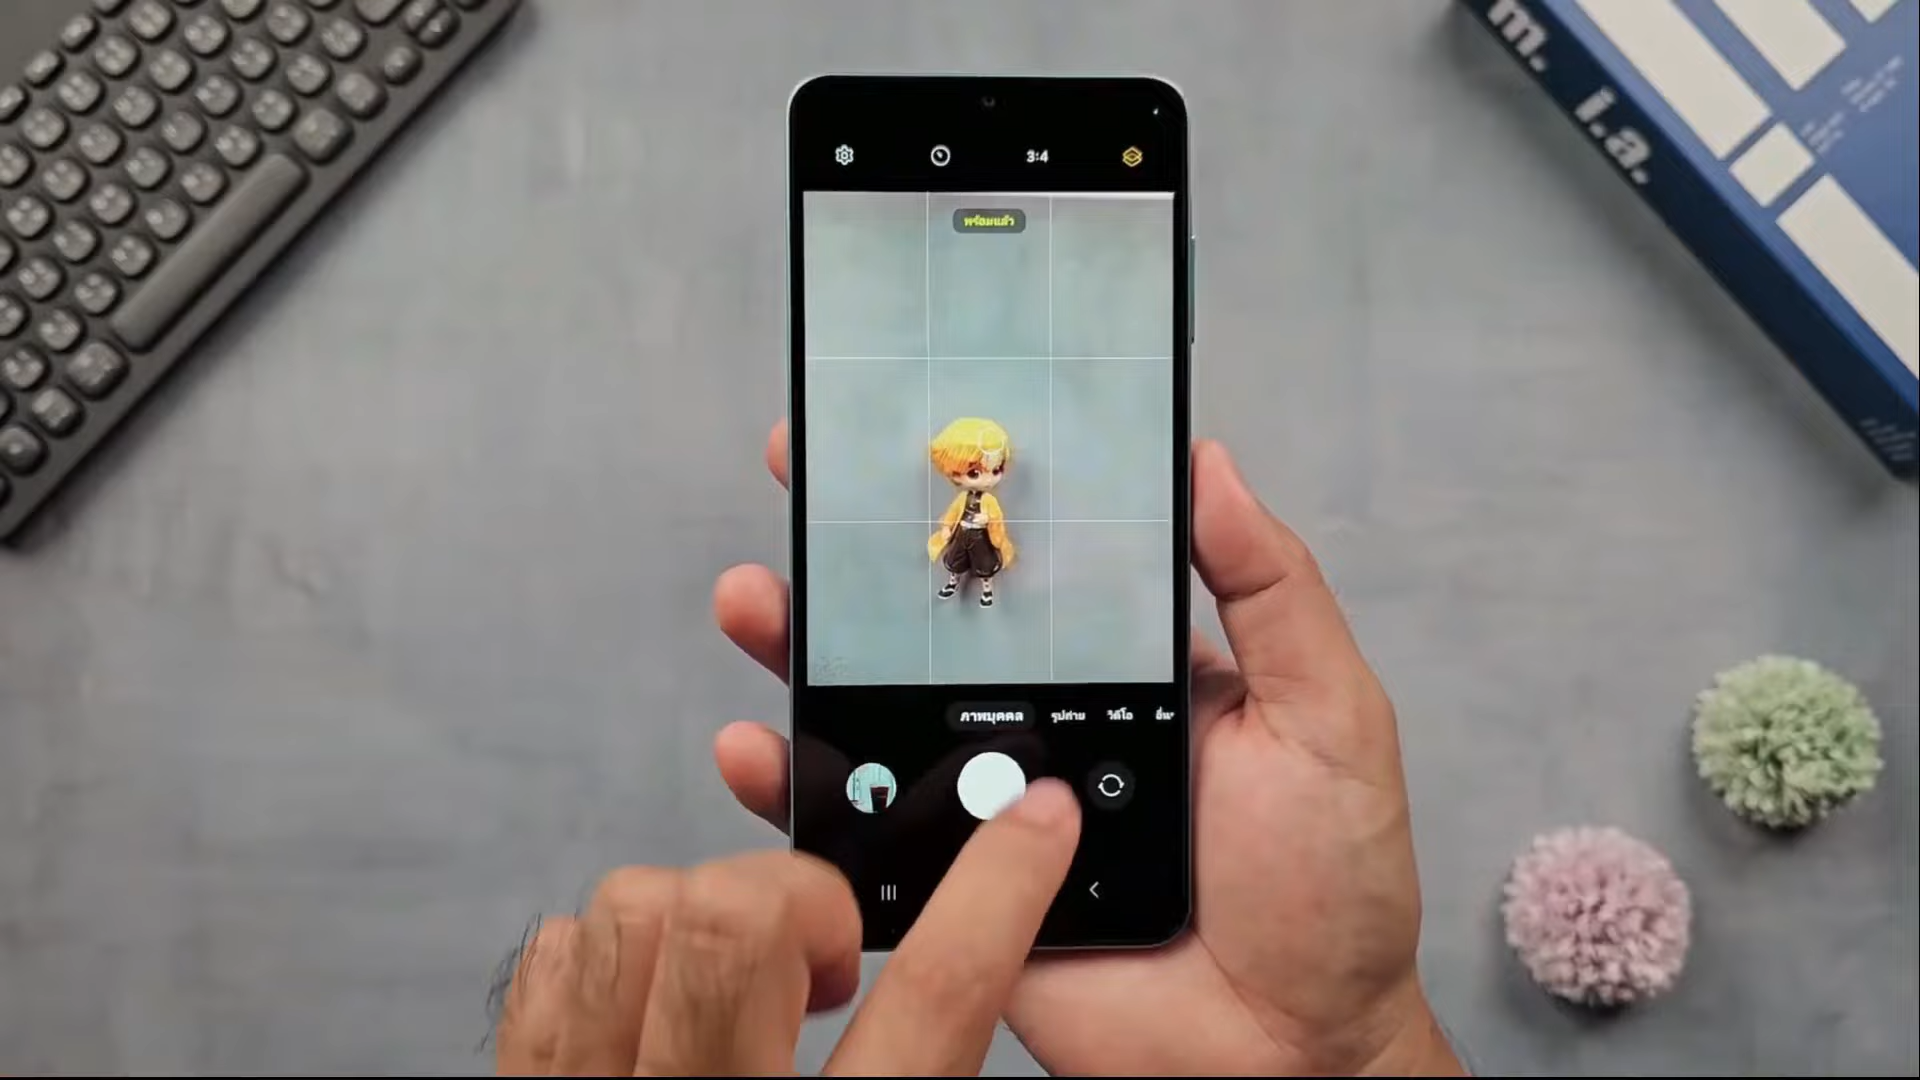 m.
i.a.
3:4
พร้อมแล้ว
ภาพบุคคล รูปถ่าย วิดีโอ